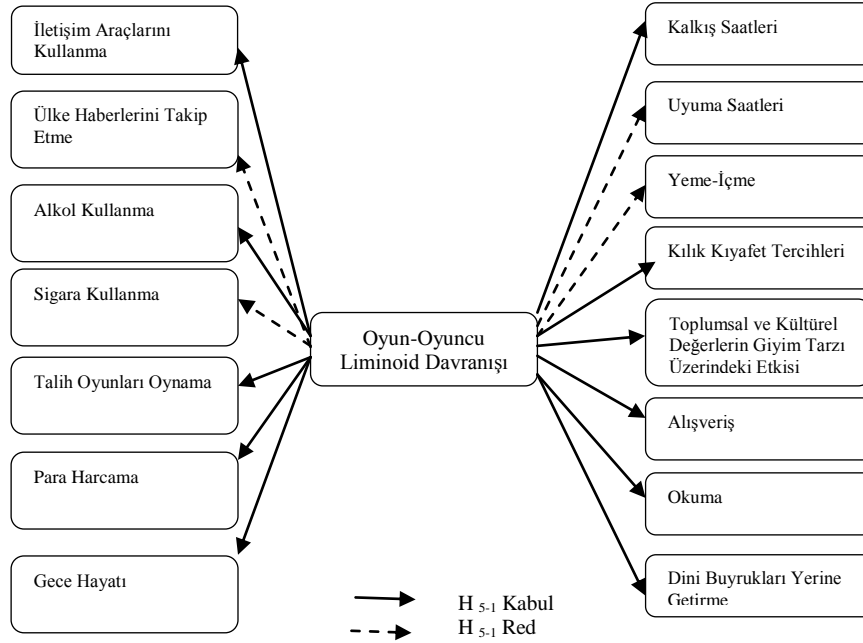 İletişim Araçlarını
Kullanma
Ülke Haberlerini Takip
Etme
Alkol Kullanma
Sigara Kullanma
Talih Oyunları Oynama
Para Harcama
Gece Hayatı
Oyun-Oyuncu
Liminoid Davranışı
Kalkış Saatleri
Uyuma Saatleri
Yeme-İçme
Kılık Kıyafet Tercihleri
Toplumsal ve Kültürel
Değerlerin Giyim Tarzı
Üzerindeki Etkisi
Alışveriş
Okuma
Dini Buyrukları Yerine
Getirme
H 5-1 Kabul
H 5-1 Red